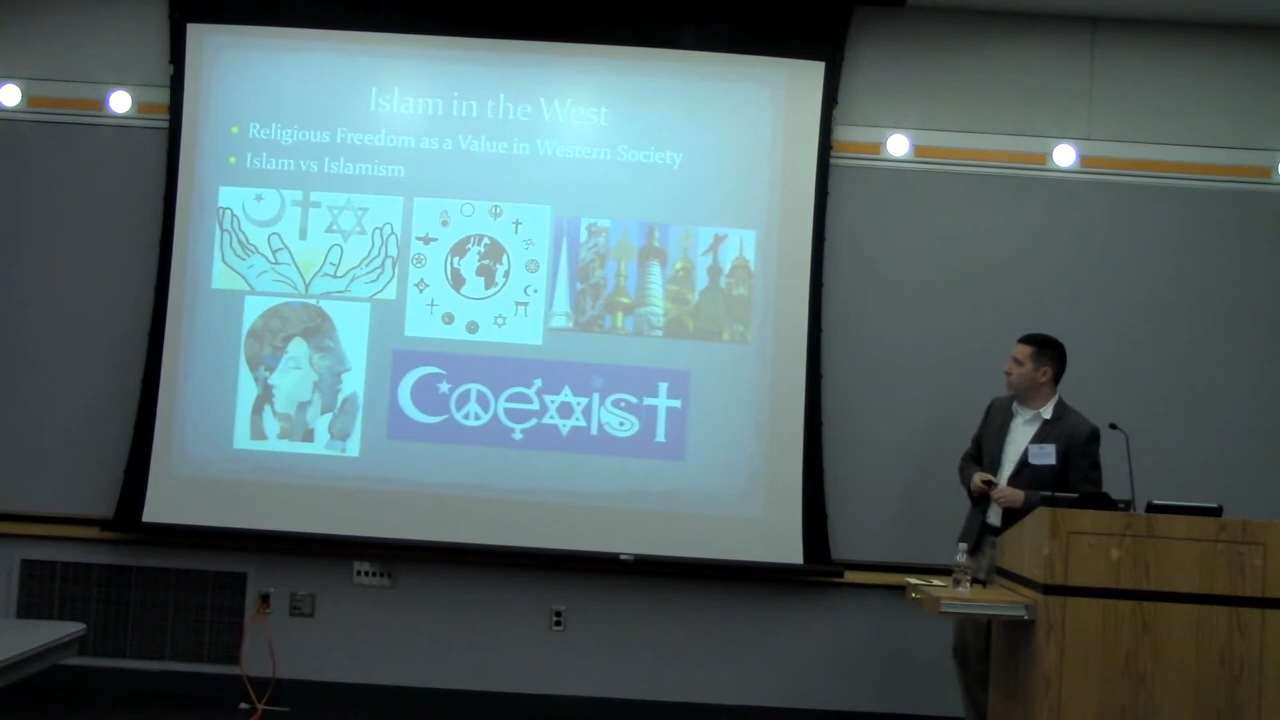 Islam in the West
Religious Freedom as a Value in Western Society
Islam vs Islamism
Coexist